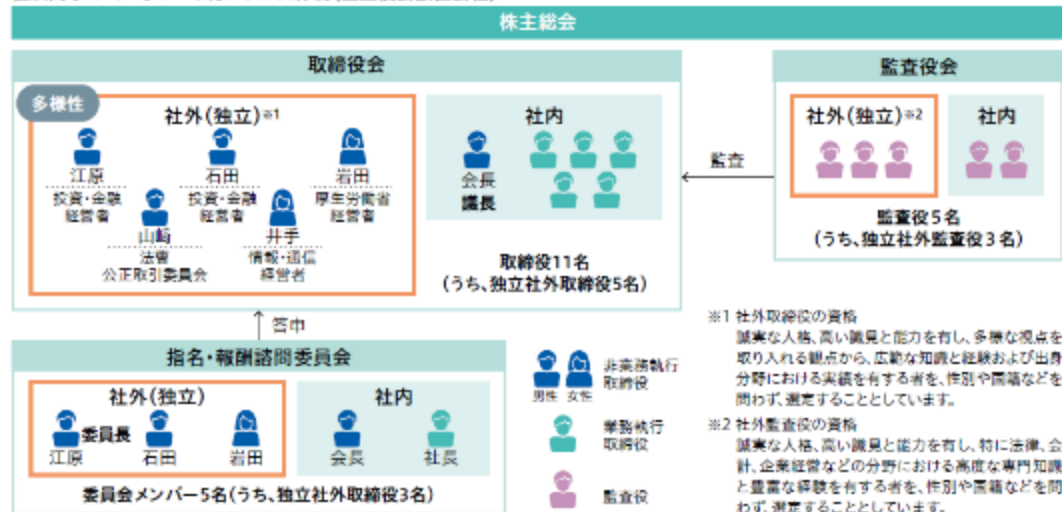 株主総会
取締役会
多様性
社外(独立)※1
江原
投資・金融
経営者
石田
投資・金融
経営者
岩田
厚生労働省
経営者
山﨑
法曹
公正取引委員会
井手
情報・通信
経営者
社内
会長
議長
取締役11名
(うち、独立社外取締役5名)
監査
監査役会
社外(独立)※2
社内
監査役5名
(うち、独立社外監査役3名)
答申
指名・報酬諮問委員会
社外(独立)
委員長
江原
石田
岩田
社内
会長
社長
委員会メンバー5名(うち、独立社外取締役3名)
男性 女性
非業務執行
取締役
業務執行
取締役
監査役
※1 社外取締役の資格
誠実な人格、高い識見と能力を有し、多様な視点を
取り入れる観点から、広範な知識と経験および出身
分野における実績を有する者を、性別や国籍などを
問わず、選定することとしています。
※2 社外監査役の資格
誠実な人格、高い識見と能力を有し、特に法律、会
計、企業経営などの分野における高度な専門知識
と豊富な経験を有する者を、性別や国籍などを問
わず、選定することとしています。